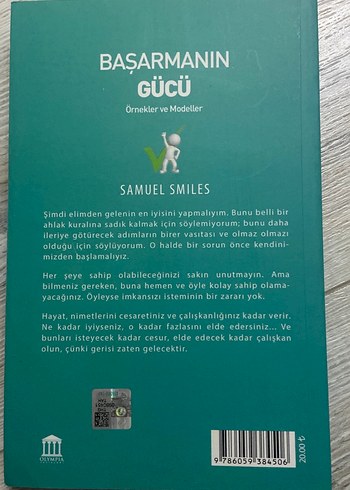 BAŞARMANIN
GÜCÜ
Örnekler ve Modeller
SAMUEL SMILES
Şimdi elimden gelenin en iyisini yapmalıyım. Bunu belli bir
ahlak kuralına sadık kalmak için söylemiyorum; bunu daha
ileriye götürecek adımların birer vasıtası ve olmaz olmazı
olduğu için söylüyorum. O halde bir sorun önce kendini-
mizden başlamalıyız.
Her şeye sahip olabileceğinizi sakın unutmayın. Ama
bilmeniz gereken, buna hemen ve öyle kolay sahip olama-
yacağınız. Öyleyse imkansızı isteminin bir zararı yok.
Hayat, nimetlerini cesaretiniz ve çalışkanlığınız kadar verir.
Ne kadar iyiyseniz, o kadar fazlasını elde edersiniz... Ve
bunları isteyecek kadar cesur, elde edecek kadar çalışkan
olun, çünki gerisi zaten gelecektir.
OLYMPIA
9 786059 384506
20.00 ₺